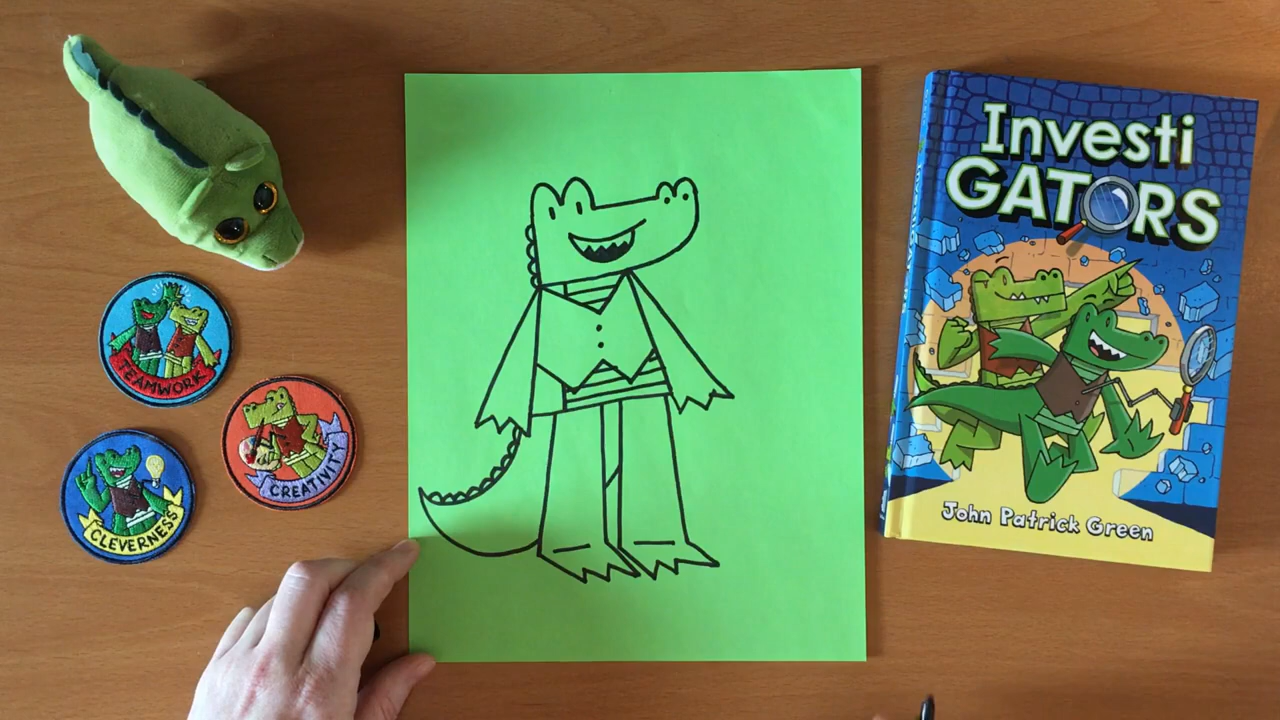 TEAMWORK
CREATIVITY
CLEVERNESS
Investi
GATORS
John Patrick Green